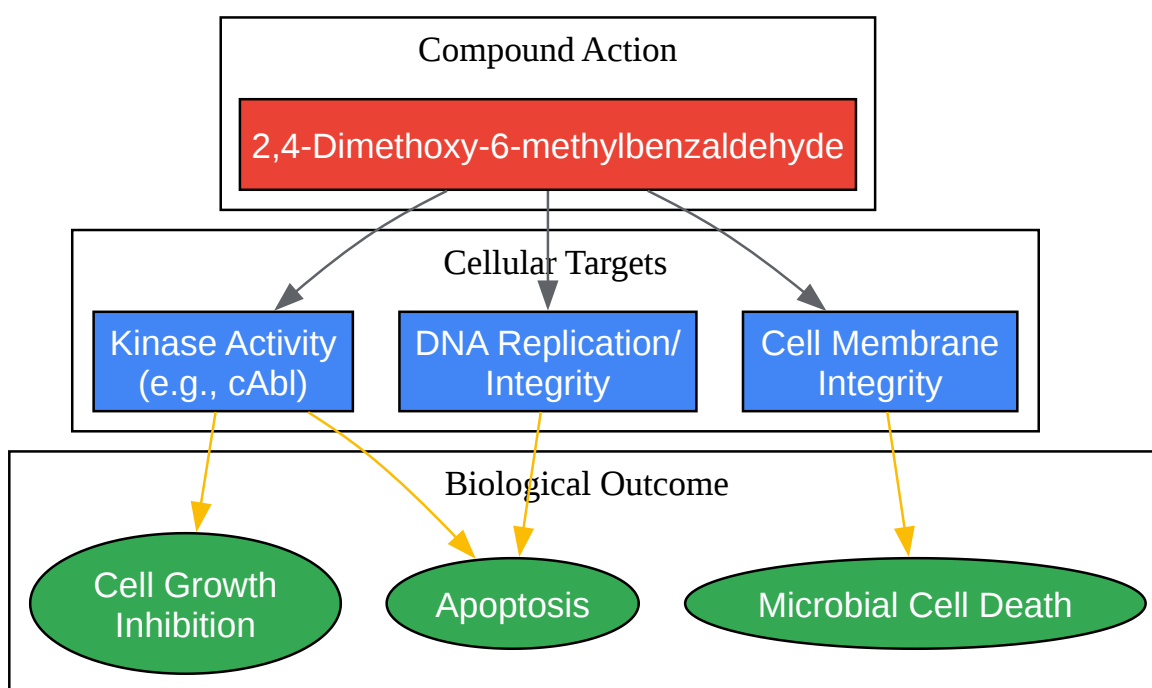 Compound Action
2,4-Dimethoxy-6-methylbenzaldehyde
Cellular Targets
Kinase Activity
(e.g., cAbl)
DNA Replication/
Integrity
Cell Membrane
Integrity
Biological Outcome
Cell Growth
Inhibition
Apoptosis
Microbial Cell Death